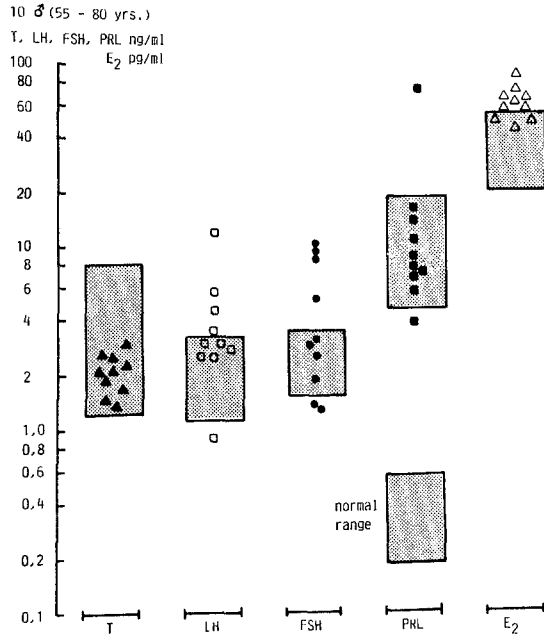 10 ♂ (55 - 80 yrs.)
T, LH, FSH, PRL ng/ml
E2 pg/ml
100
80
60
40
20
10
8
6
4
2
1,0
0,8
0,6
0,4
0,2
0,1
normal
range
T
LH
FSH
PRL
E2